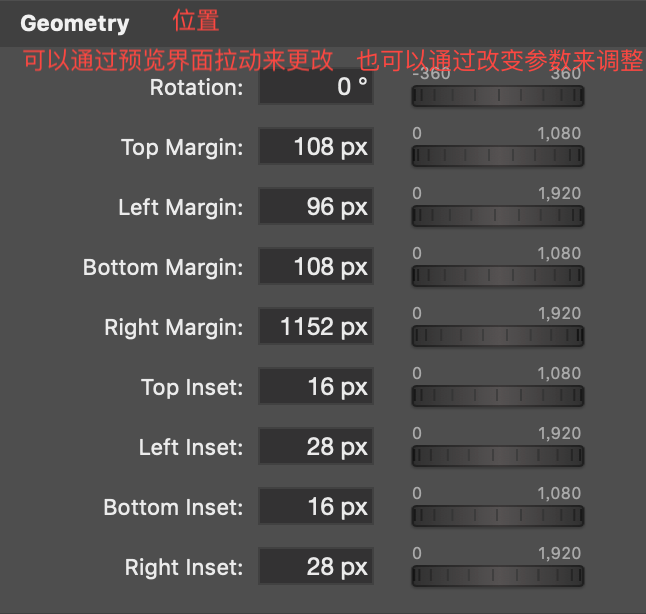 Geometry 位置
可以通过预览界面拉动来更改 也可以通过改变参数来调整
Rotation: 0 ° -360 360
Top Margin: 108 px 0 1,080
Left Margin: 96 px 0 1,920
Bottom Margin: 108 px 0 1,080
Right Margin: 1152 px 0 1,920
Top Inset: 16 px 0 1,080
Left Inset: 28 px 0 1,920
Bottom Inset: 16 px 0 1,080
Right Inset: 28 px 0 1,920